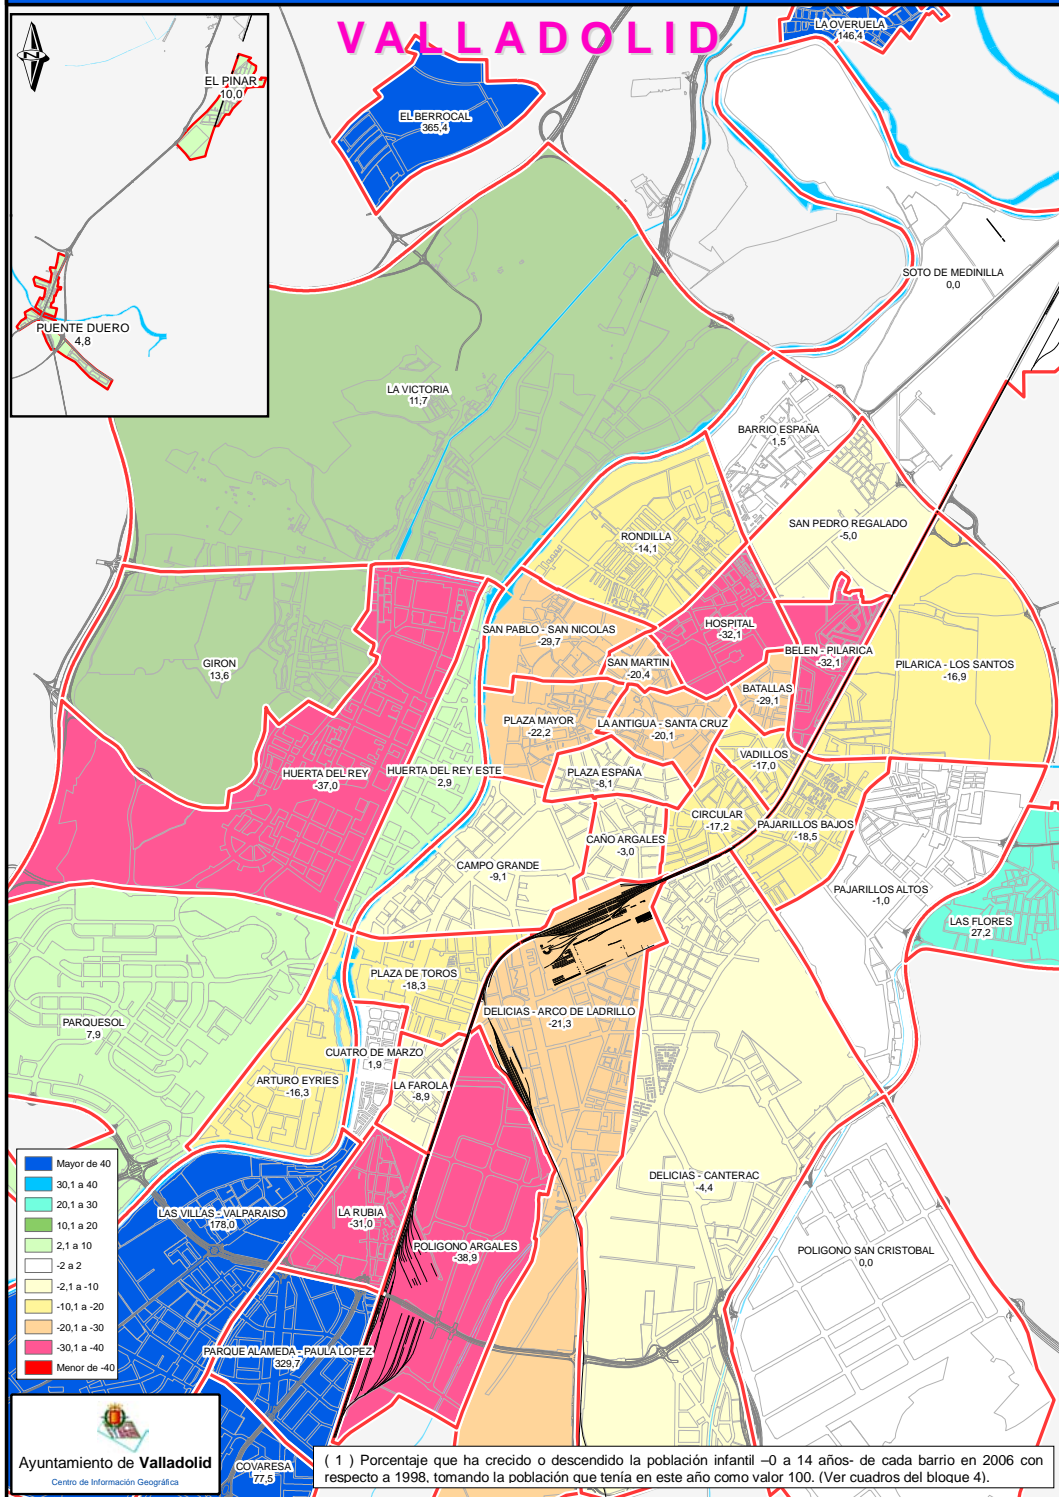 VALLADOLID
LA OVERUELA
146,4
EL PINAR
10,0
EL BERROCAL
365,4
SOTO DE MEDINILLA
0,0
PUENTE DUERO
4,8
LA VICTORIA
11,7
BARRIO ESPAÑA
1,5
SAN PEDRO REGALADO
-5,0
RONDILLA
-14,1
HOSPITAL
-32,1
SAN PABLO - SAN NICOLAS
-29,7
BELEN - PILARICA
-32,1
GIRON
13,6
SAN MARTIN
-20,4
PILARICA - LOS SANTOS
-16,9
BATALLAS
-29,1
PLAZA MAYOR
-22,2
LA ANTIGUA - SANTA CRUZ
-20,1
VADILLOS
-17,0
HUERTA DEL REY
-37,0
HUERTA DEL REY ESTE
2,9
PLAZA ESPAÑA
-8,1
CIRCULAR
-17,2
PAJARILLOS BAJOS
-18,5
CAÑO ARGALES
-3,0
CAMPO GRANDE
-9,1
PAJARILLOS ALTOS
-1,0
LAS FLORES
27,2
PLAZA DE TOROS
-18,3
DELICIAS - ARCO DE LADRILLO
-21,3
PARQUESOL
7,9
CUATRO DE MARZO
1,9
ARTURO EYRIES
-16,3
LA FAROLA
-8,9
DELICIAS - CANTERAC
-4,4
LAS VILLAS - VALPARAISO
178,0
LA RUBIA
-31,0
POLIGONO ARGALES
-38,9
POLIGONO SAN CRISTOBAL
0,0
PARQUE ALAMEDA - PAULA LOPEZ
329,7
COVARESA
77,5
Mayor de 40
30,1 a 40
20,1 a 30
10,1 a 20
2,1 a 10
-2 a 2
-2,1 a -10
-10,1 a -20
-20,1 a -30
-30,1 a -40
Menor de -40
Ayuntamiento de Valladolid
Centro de Información Geográfica
( 1 ) Porcentaje que ha crecido o descendido la población infantil –0 a 14 años- de cada barrio en 2006 con
respecto a 1998, tomando la población que tenía en este año como valor 100. (Ver cuadros del bloque 4).